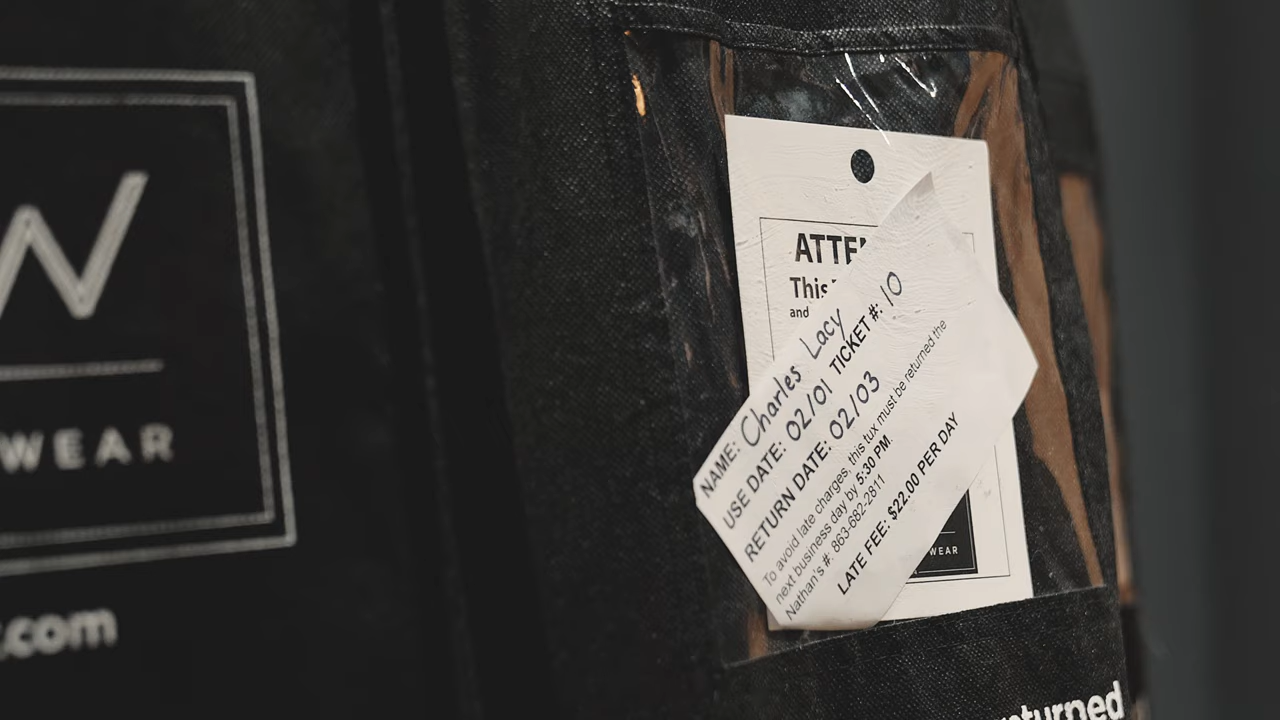 W
WEAR
.com
ATTE
This
and
NAME: Charles Lacy
USE DATE: 02/01 TICKET #: 10
RETURN DATE: 02/03
To avoid late charges, this tux must be returned the
next business day by 5:30 PM.
Nathan's #: 863-682-2811
LATE FEE: $22.00 PER DAY
WEAR
returned